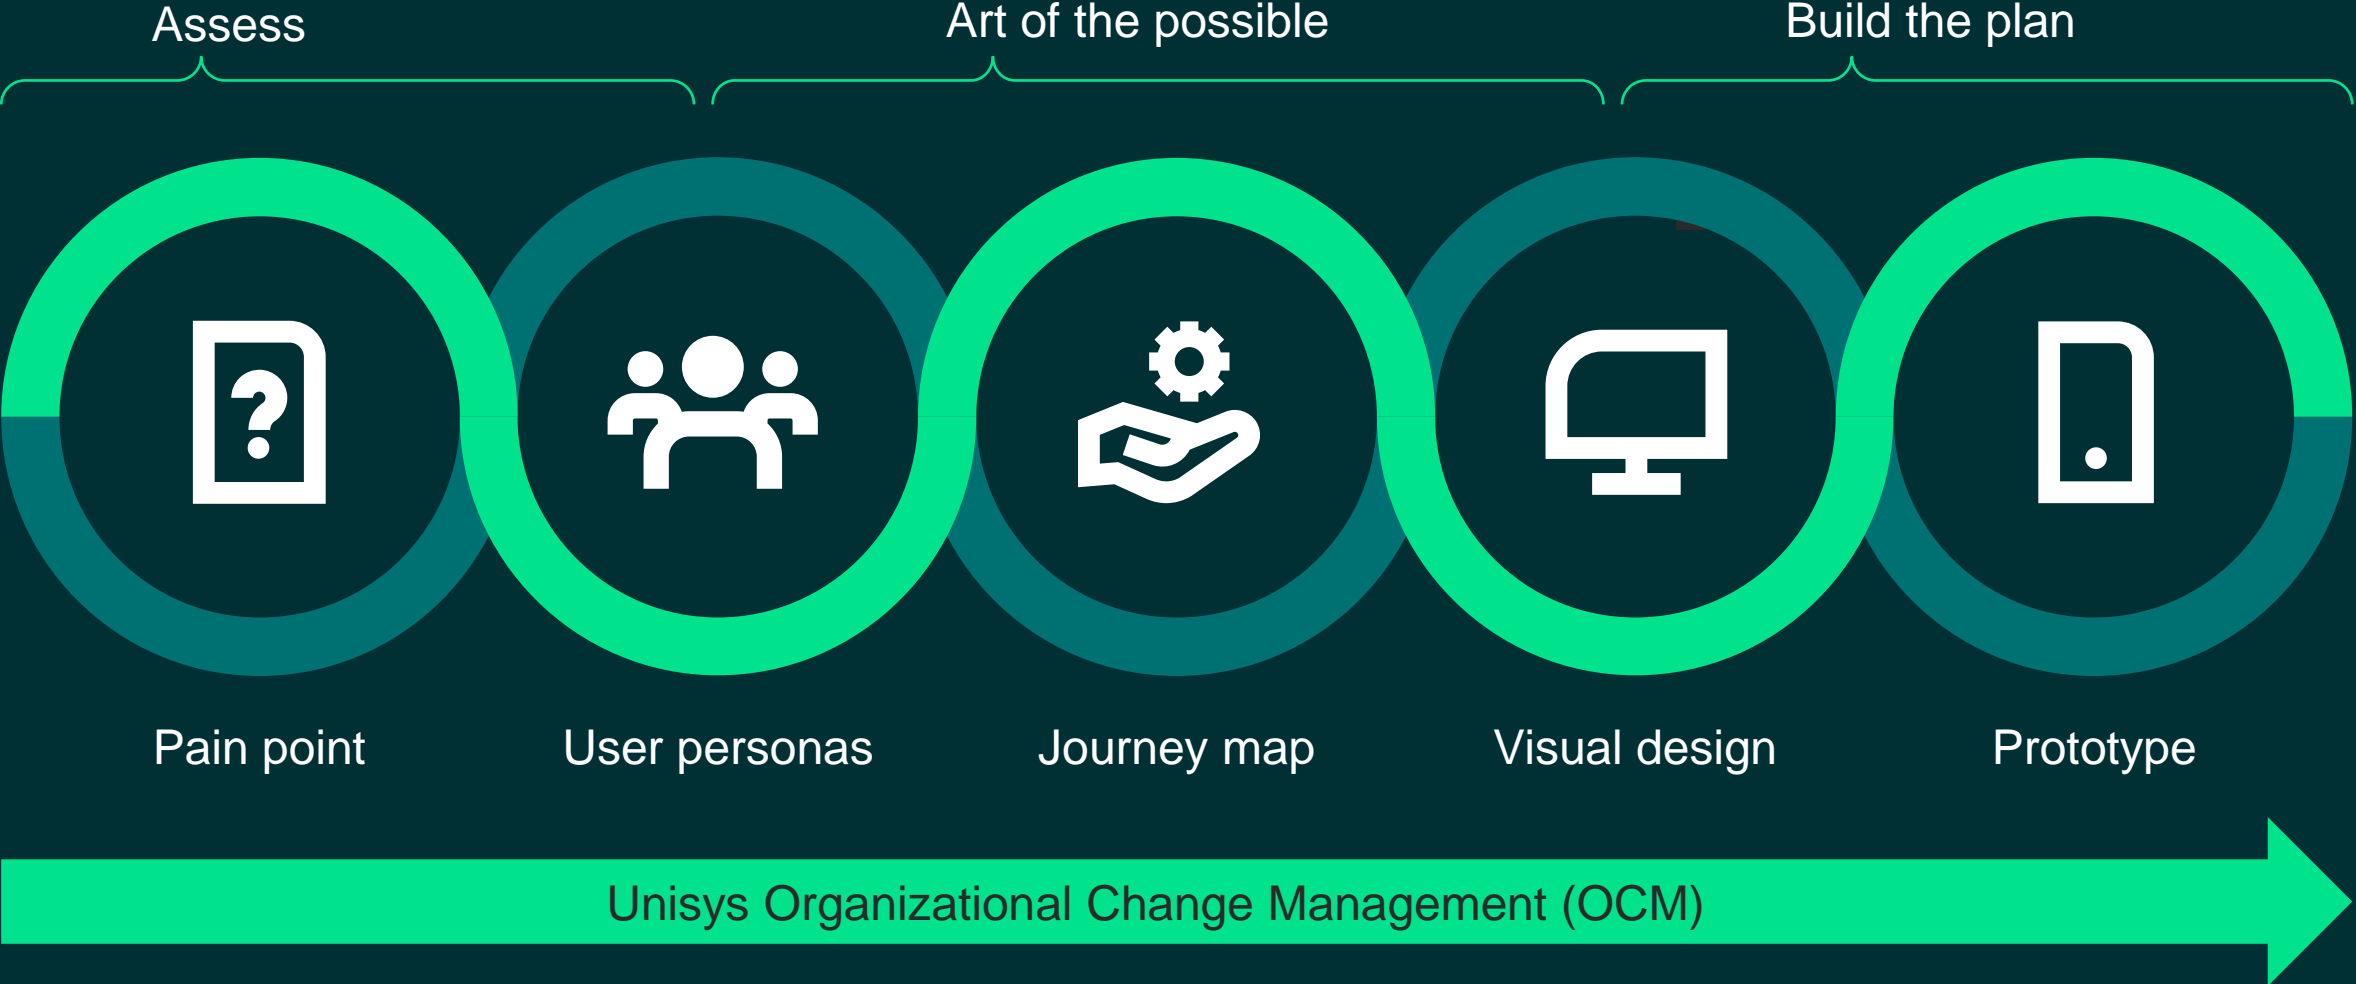 Assess
Art of the possible
Build the plan
?
Pain point
User personas
Journey map
Visual design
Prototype
Unisys Organizational Change Management (OCM)